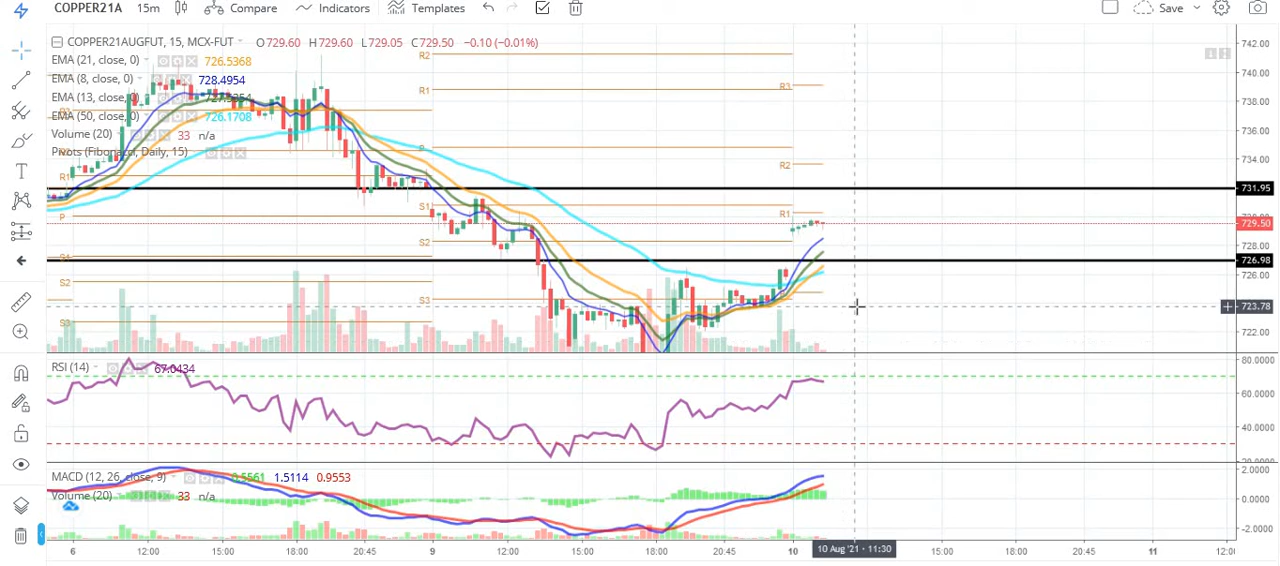 COPPER21A 15m Compare Indicators Templates Save
COPPER21AUGFUT, 15, MCX-FUT O729.60 H729.60 L729.05 C729.50 −0.10 (−0.01%)
EMA (21, close, 0) 726.5368
EMA (8, close, 0) 728.4954
EMA (13, close, 0)
EMA (50, close, 0) 726.1708
Volume (20) 33 n/a
Pivots (Fibonacci, Daily, 15)
R1
P
S2
S3
R2
R1
P
S1
S2
S3
R3
R2
R1
742.00
740.00
738.00
736.00
734.00
731.95
729.50
728.00
726.98
726.00
723.78
722.00
RSI (14) 67.0434
80.0000
60.0000
40.0000
MACD (12, 26, close, 9) 0.5561 1.5114 0.9553
Volume (20) 33 n/a
2.0000
0.0000
−2.0000
6 12:00 15:00 18:00 20:45 9 12:00 15:00 18:00 20:45 10 10 Aug '21 - 11:30 15:00 18:00 20:45 11 12:00